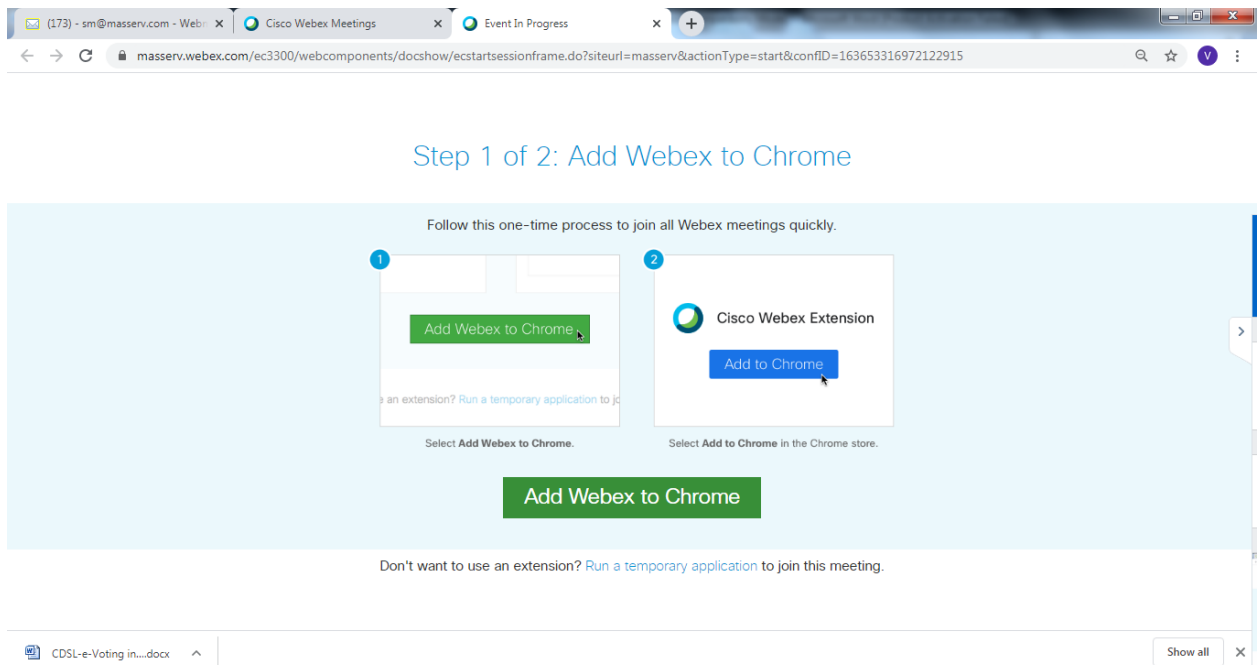 (173) - sm@masserv.com - Webm
Cisco Webex Meetings
Event In Progress
masserv.webex.com/ec3300/webcomponents/docshow/ecstartsessionframe.do?siteurl=masserv&actionType=start&confID=163653316972122915
V
Step 1 of 2: Add Webex to Chrome
Follow this one-time process to join all Webex meetings quickly.
1
2
Add Webex to Chrome
Cisco Webex Extension
Add to Chrome
an extension? Run a temporary application to jo
Select Add Webex to Chrome.
Select Add to Chrome in the Chrome store.
Add Webex to Chrome
Don't want to use an extension? Run a temporary application to join this meeting.
CDSL-e-Voting in....docx
Show all